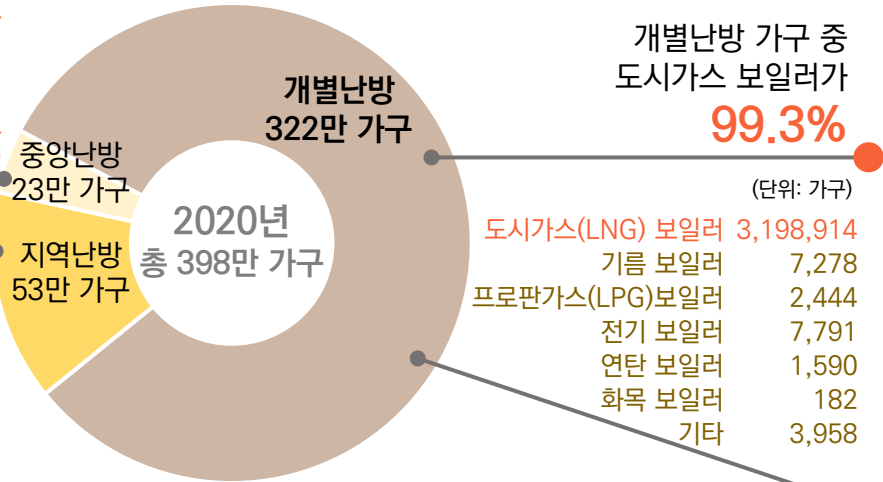 개별난방
322만 가구
중앙난방
23만 가구
지역난방
53만 가구
2020년
총 398만 가구
개별난방 가구 중
도시가스 보일러가
99.3%
(단위: 가구)
도시가스(LNG) 보일러 3,198,914
기름 보일러 7,278
프로판가스(LPG)보일러 2,444
전기 보일러 7,791
연탄 보일러 1,590
화목 보일러 182
기타 3,958